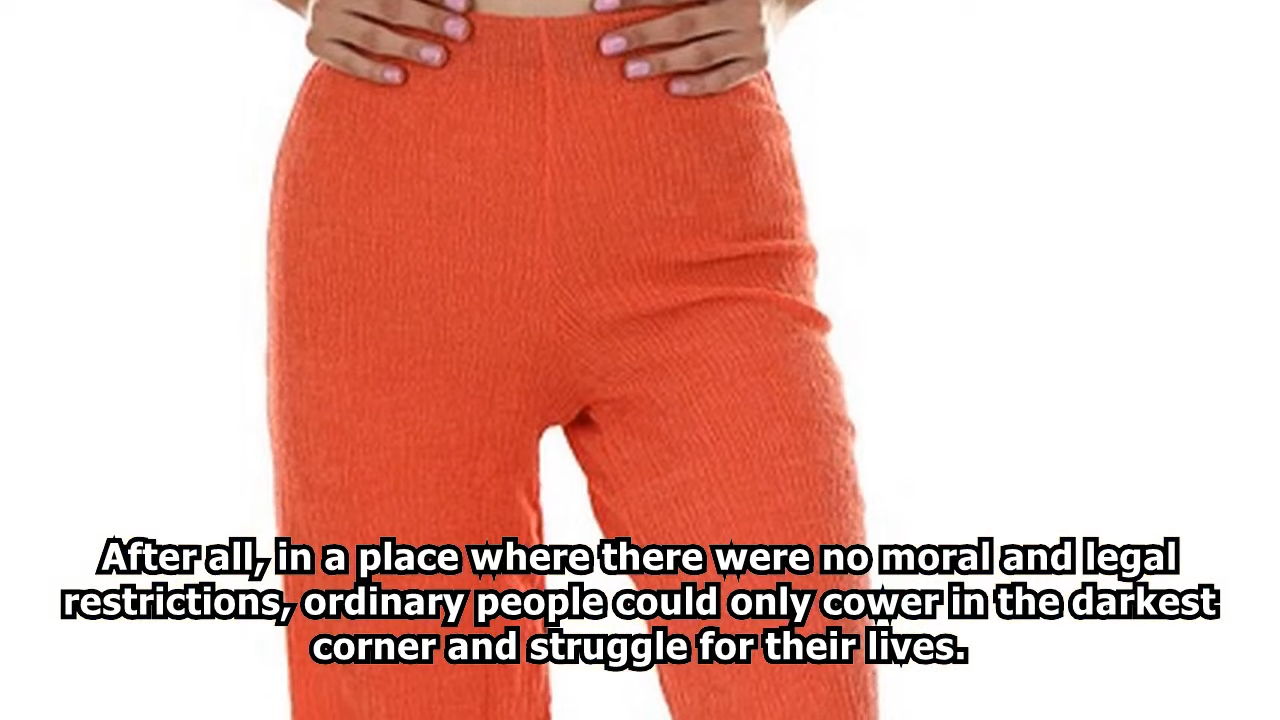 After all, in a place where there were no moral and legal
restrictions, ordinary people could only cower in the darkest
corner and struggle for their lives.